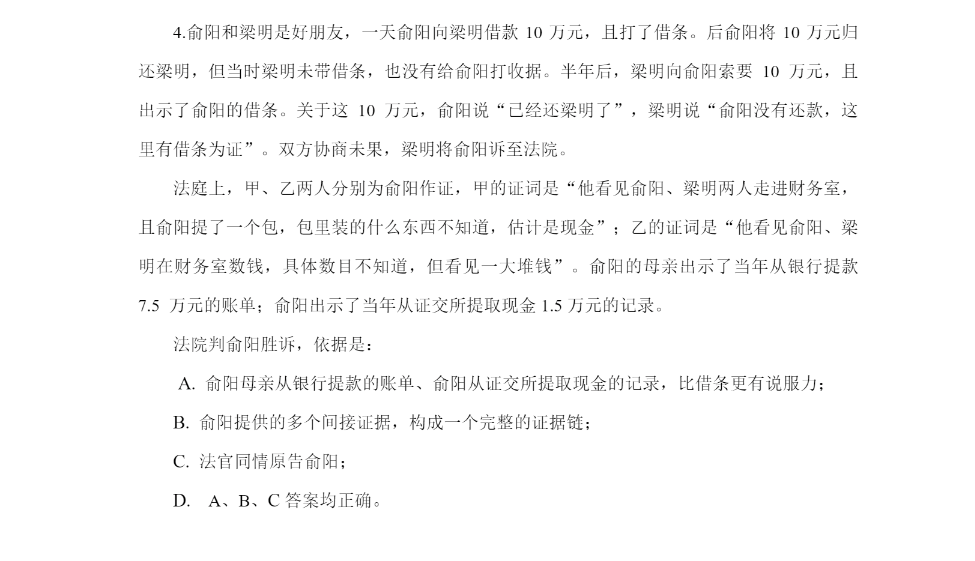 4.俞阳和梁明是好朋友，一天俞阳向梁明借款 10 万元，且打了借条。后俞阳将 10 万元归
还梁明，但当时梁明未带借条，也没有给俞阳打收据。半年后，梁明向俞阳索要 10 万元，且
出示了俞阳的借条。关于这 10 万元，俞阳说“已经还梁明了”，梁明说“俞阳没有还款，这
里有借条为证”。双方协商未果，梁明将俞阳诉至法院。
法庭上，甲、乙两人分别为俞阳作证，甲的证词是“他看见俞阳、梁明两人走进财务室，
且俞阳提了一个包，包里装的什么东西不知道，估计是现金”；乙的证词是“他看见俞阳、梁
明在财务室数钱，具体数目不知道，但看见一大堆钱”。俞阳的母亲出示了当年从银行提款
7.5 万元的账单；俞阳出示了当年从证交所提取现金 1.5 万元的记录。
法院判俞阳胜诉，依据是：
A. 俞阳母亲从银行提款的账单、俞阳从证交所提取现金的记录，比借条更有说服力；
B. 俞阳提供的多个间接证据，构成一个完整的证据链；
C. 法官同情原告俞阳；
D. A、B、C 答案均正确。